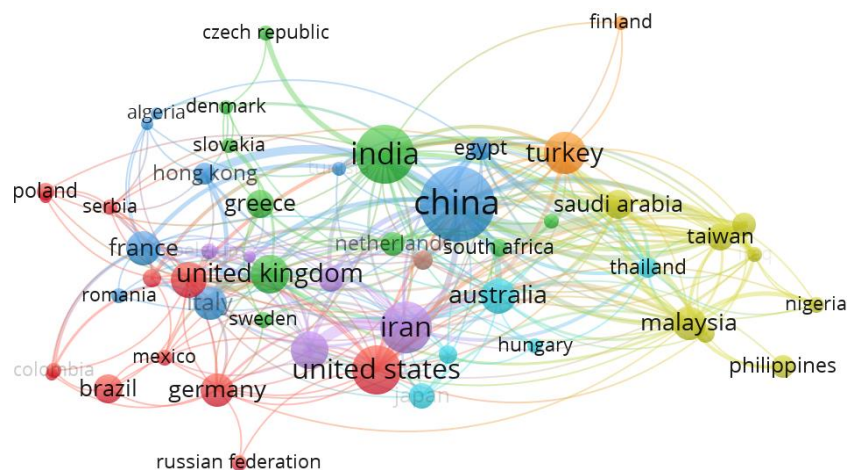 finland
czech republic
algeria
denmark
slovakia
india
egypt
turkey
hong kong
poland
serbia
greece
china
saudi arabia
france
netherlands
south africa
taiwan
united kingdom
thailand
romania
italy
australia
sweden
iran
malaysia
nigeria
mexico
hungary
colombia
brazil
germany
united states
japan
philippines
russian federation